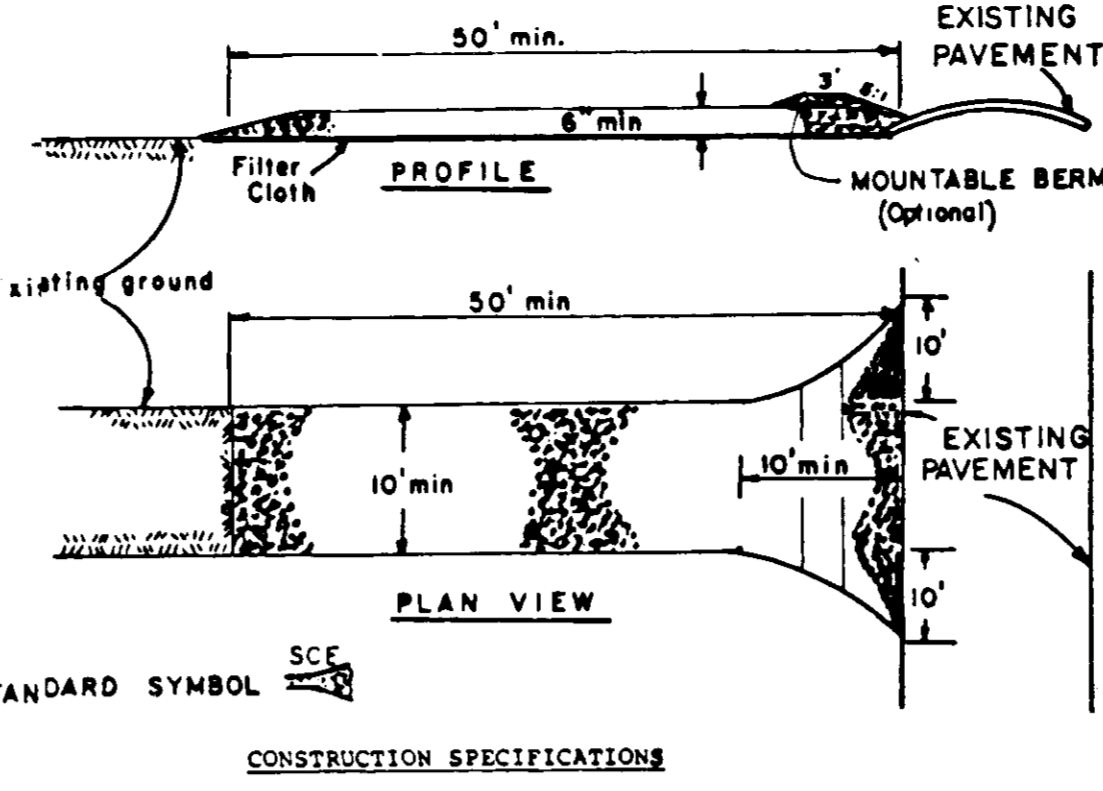 50' min.
EXISTING
PAVEMENT
3'
6" min
Filter
Cloth
PROFILE
MOUNTABLE BERM
(Optional)
xisting ground
50' min
10'
10' min
10' min
EXISTING
PAVEMENT
10'
PLAN VIEW
TANDARD SYMBOL
SCE
CONSTRUCTION SPECIFICATIONS